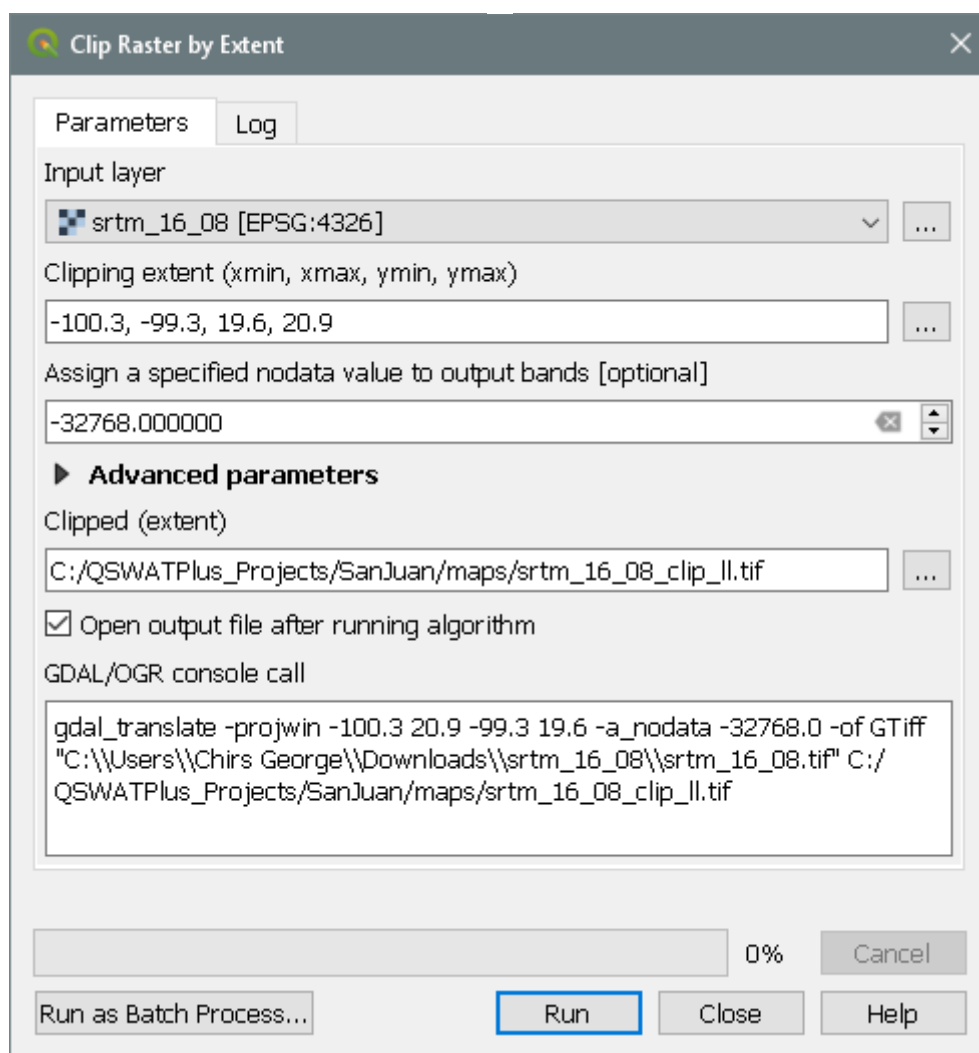 Clip Raster by Extent
Parameters
Log
Input layer
srtm_16_08 [EPSG:4326]
...
Clipping extent (xmin, xmax, ymin, ymax)
-100.3, -99.3, 19.6, 20.9
...
Assign a specified nodata value to output bands [optional]
-32768.000000
Advanced parameters
Clipped (extent)
C:/QSWATPlus_Projects/SanJuan/maps/srtm_16_08_clip_ll.tif
...
Open output file after running algorithm
GDAL/OGR console call
gdal_translate -projwin -100.3 20.9 -99.3 19.6 -a_nodata -32768.0 -of GTiff
"C:\\Users\\Chirs George\\Downloads\\srtm_16_08\\srtm_16_08.tif" C:/
QSWATPlus_Projects/SanJuan/maps/srtm_16_08_clip_ll.tif
0%
Cancel
Run as Batch Process...
Run
Close
Help